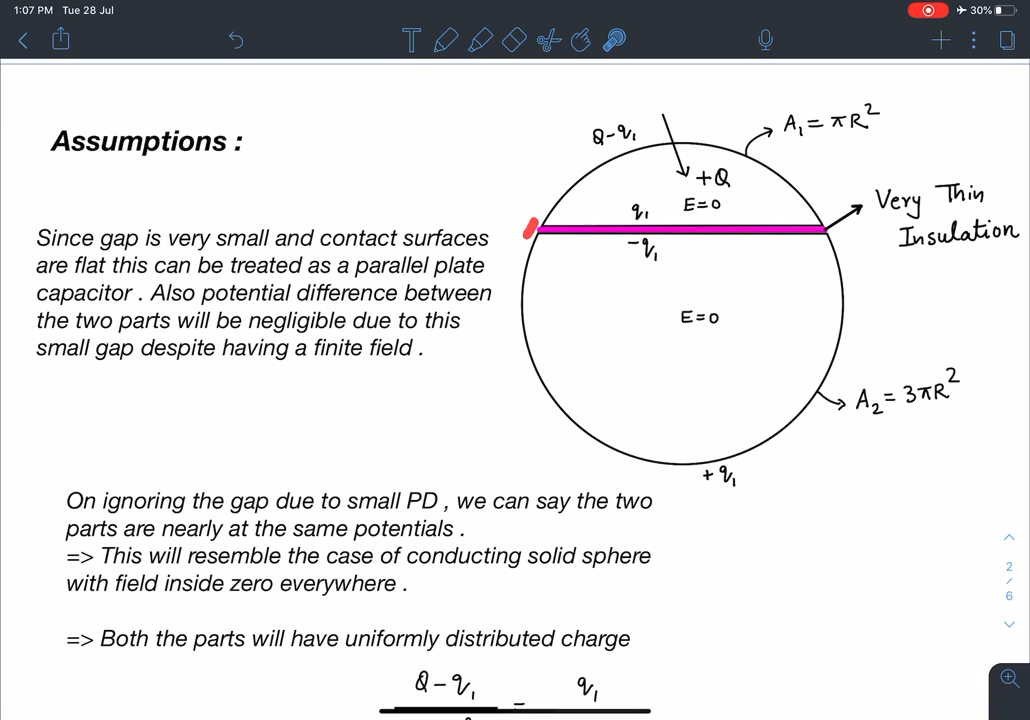 1:07 PM Tue 28 Jul
30%
T
Assumptions :
Q-q₁
A₁ = πR²
+Q
E=0
q₁
-q₁
Very Thin
Insulation
Since gap is very small and contact surfaces
are flat this can be treated as a parallel plate
capacitor . Also potential difference between
the two parts will be negligible due to this
small gap despite having a finite field .
E=0
A₂ = 3πR²
+q₁
On ignoring the gap due to small PD , we can say the two
parts are nearly at the same potentials .
=> This will resemble the case of conducting solid sphere
with field inside zero everywhere .
=> Both the parts will have uniformly distributed charge
Q-q₁ = q₁
2
/
6